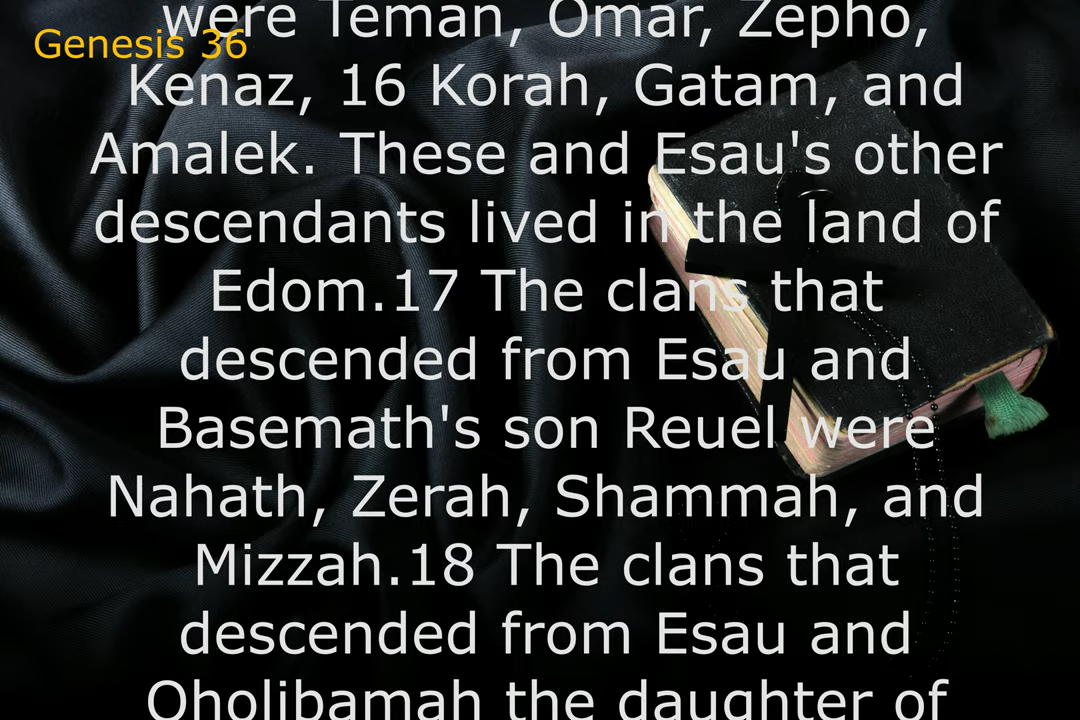 Genesis 36
were Teman, Omar, Zepho,
Kenaz, 16 Korah, Gatam, and
Amalek. These and Esau's other
descendants lived in the land of
Edom.17 The clans that
descended from Esau and
Basemath's son Reuel were
Nahath, Zerah, Shammah, and
Mizzah.18 The clans that
descended from Esau and
Oholibamah the daughter of